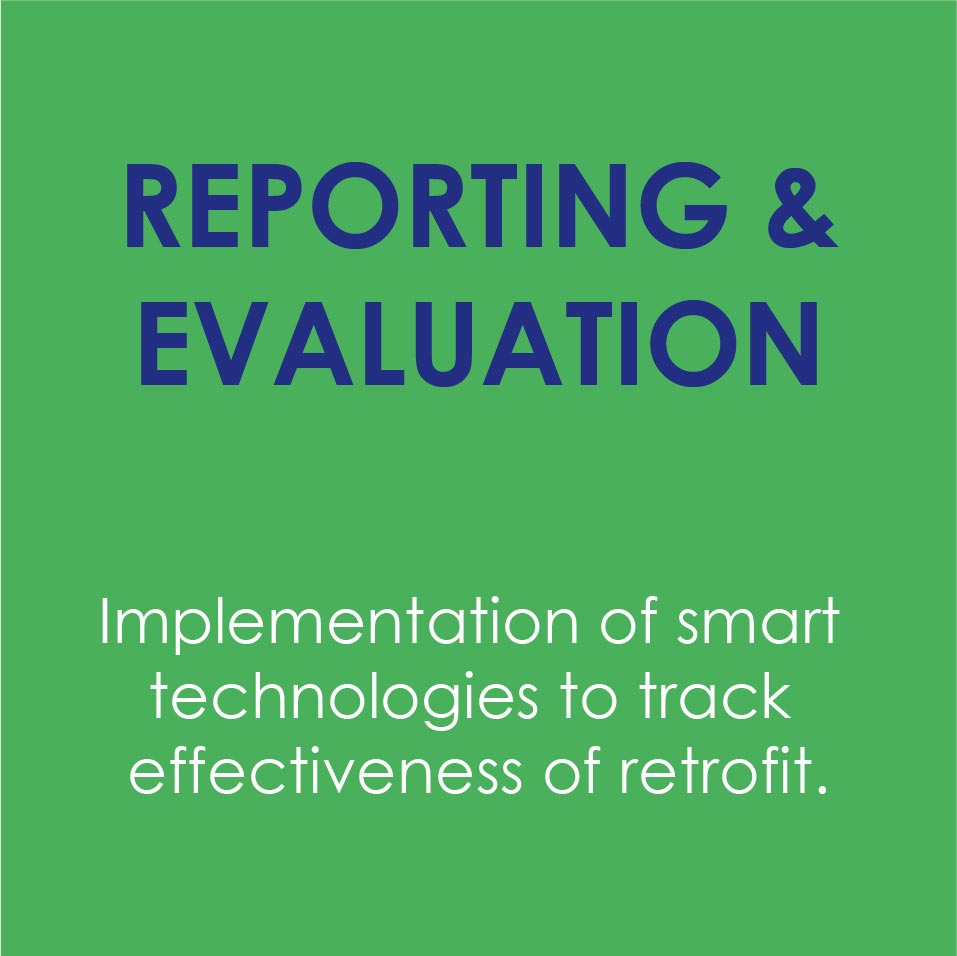 REPORTING &
EVALUATION
Implementation of smart
technologies to track
effectiveness of retrofit.